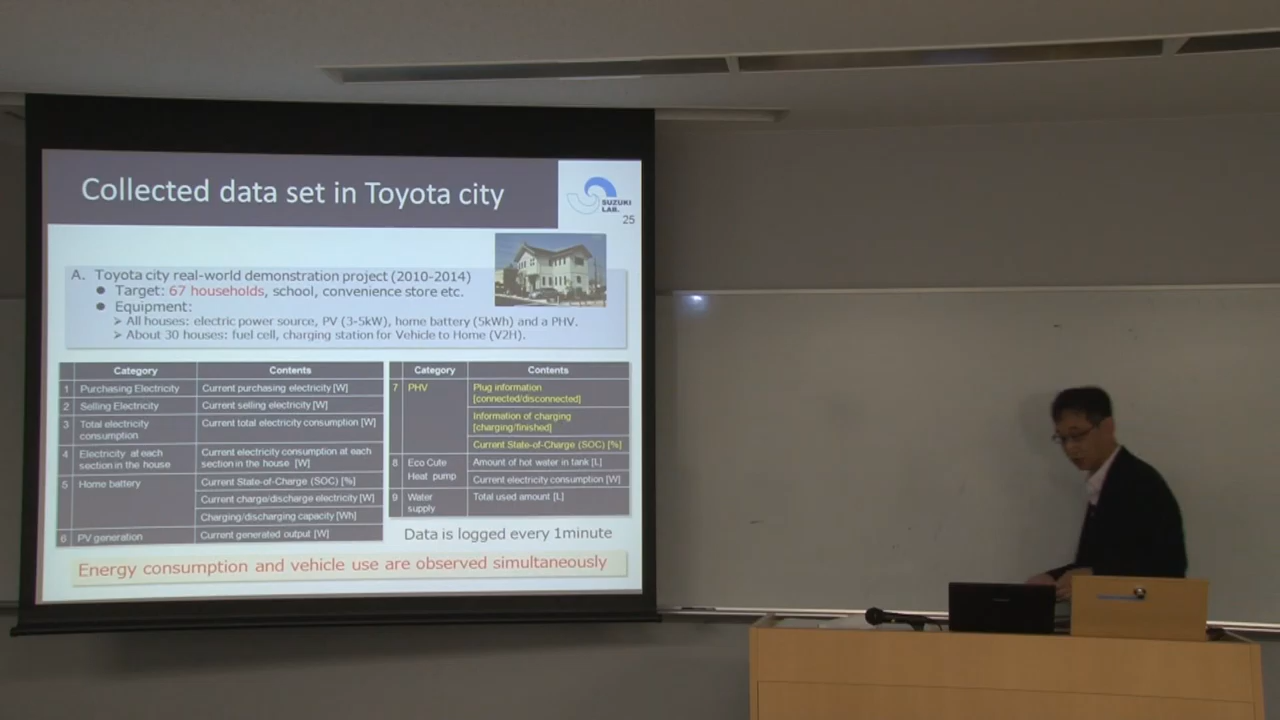 Collected data set in Toyota city
SUZUKI
LAB.
25
A. Toyota city real-world demonstration project (2010-2014)
● Target: 67 households, school, convenience store etc.
● Equipment:
➢ All houses: electric power source, PV (3-5kW), home battery (5kWh) and a PHV.
➢ About 30 houses: fuel cell, charging station for Vehicle to Home (V2H).
Category Contents
1 Purchasing Electricity Current purchasing electricity [W]
2 Selling Electricity Current selling electricity [W]
3 Total electricity Current total electricity consumption [W]
consumption
4 Electricity at each Current electricity consumption at each
section in the house section in the house [W]
5 Home battery Current State-of-Charge (SOC) [%]
Current charge/discharge electricity [W]
Charging/discharging capacity [Wh]
6 PV generation Current generated output [W]
Category Contents
7 PHV Plug information
[connected/disconnected]
Information of charging
[charging/finished]
Current State-of-Charge (SOC) [%]
8 Eco Cute Amount of hot water in tank [L]
Heat pump Current electricity consumption [W]
9 Water Total used amount [L]
supply
Data is logged every 1minute
Energy consumption and vehicle use are observed simultaneously